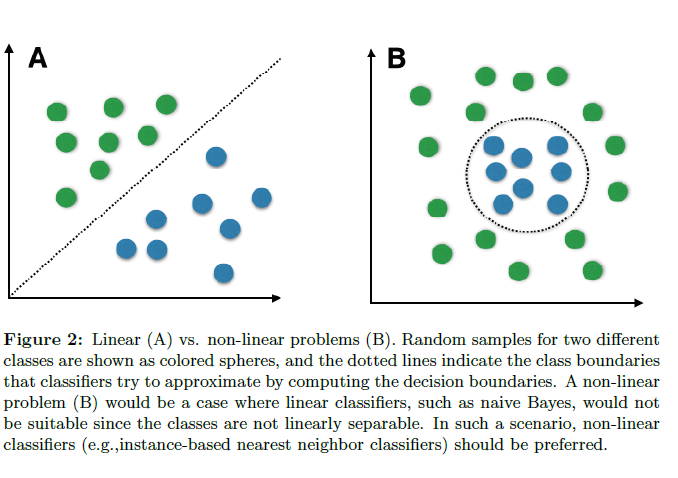 A
B
Figure 2: Linear (A) vs. non-linear problems (B). Random samples for two different
classes are shown as colored spheres, and the dotted lines indicate the class boundaries
that classifiers try to approximate by computing the decision boundaries. A non-linear
problem (B) would be a case where linear classifiers, such as naive Bayes, would not
be suitable since the classes are not linearly separable. In such a scenario, non-linear
classifiers (e.g.,instance-based nearest neighbor classifiers) should be preferred.